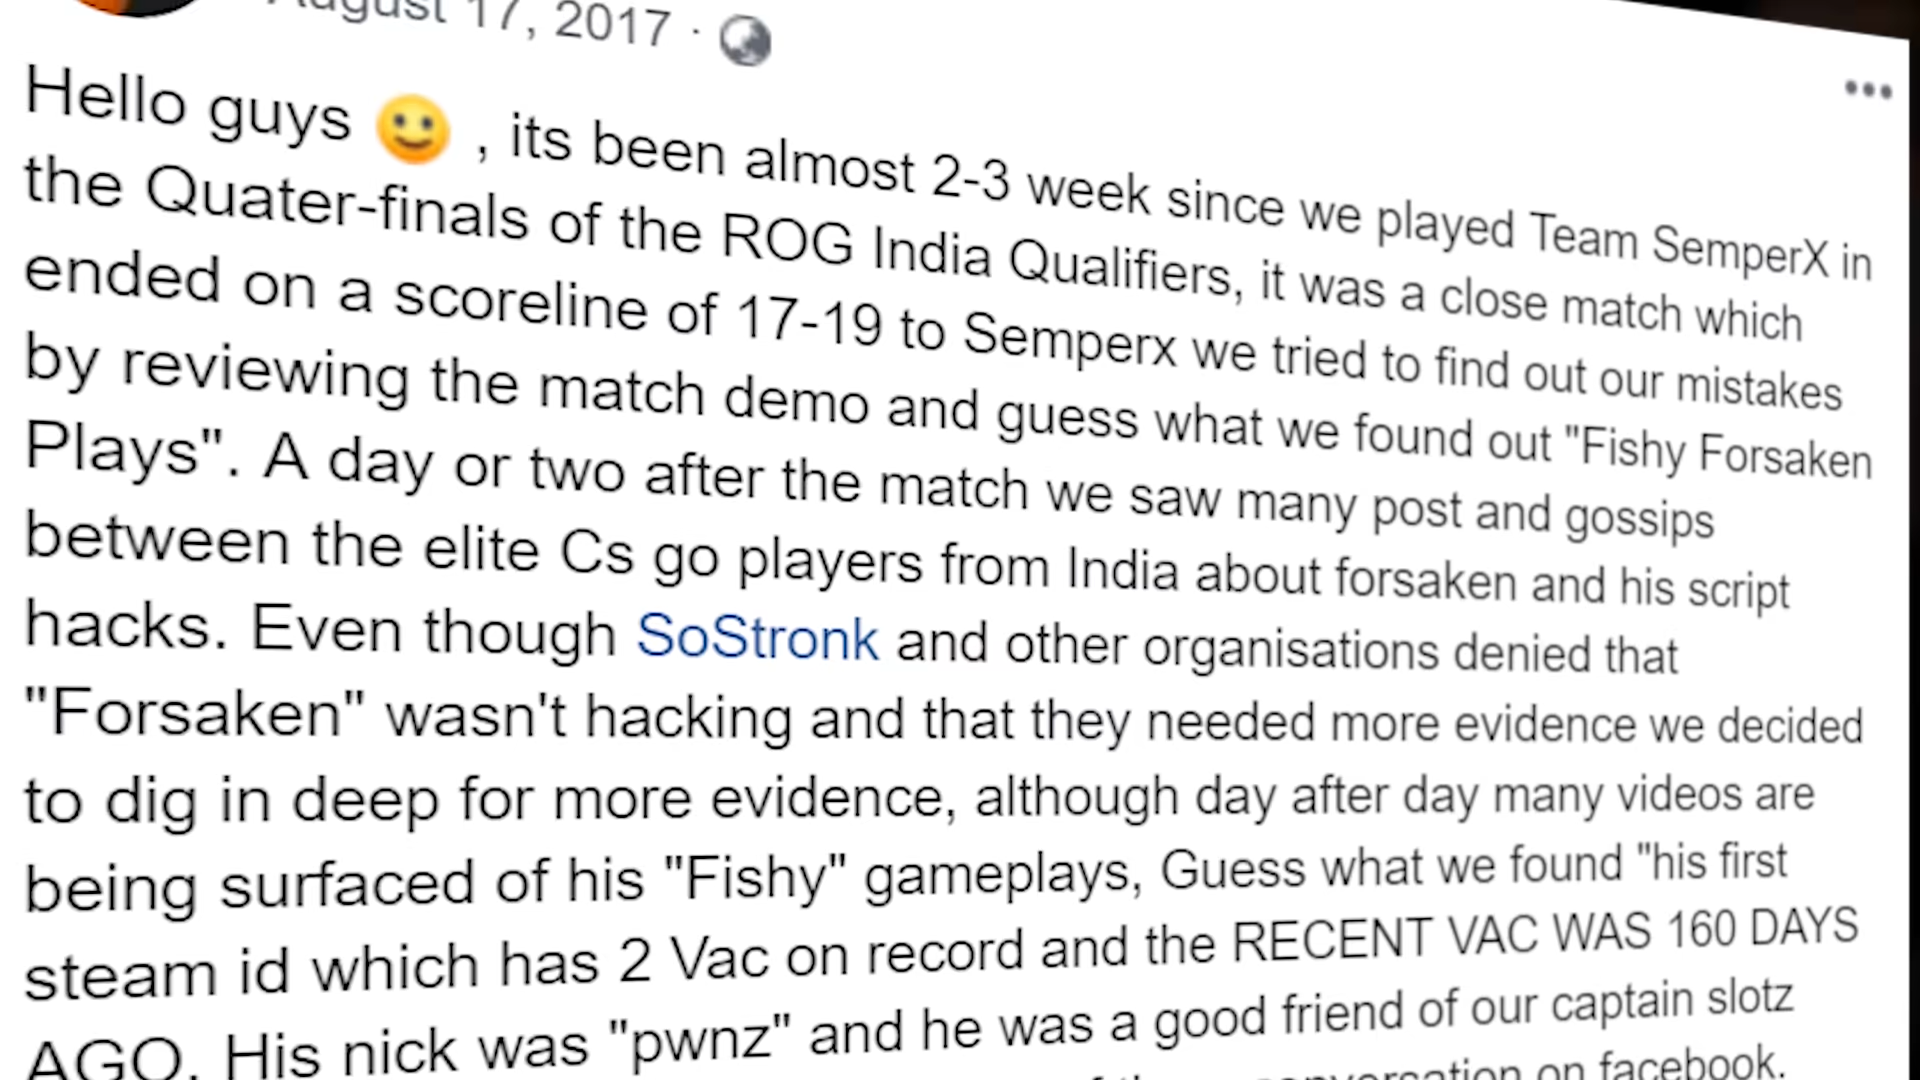 August 17, 2017 ·
Hello guys 🙂 , its been almost 2-3 week since we played Team SemperX in
the Quater-finals of the ROG India Qualifiers, it was a close match which
ended on a scoreline of 17-19 to Semperx we tried to find out our mistakes
by reviewing the match demo and guess what we found out "Fishy Forsaken
Plays". A day or two after the match we saw many post and gossips
between the elite Cs go players from India about forsaken and his script
hacks. Even though SoStronk and other organisations denied that
"Forsaken" wasn't hacking and that they needed more evidence we decided
to dig in deep for more evidence, although day after day many videos are
being surfaced of his "Fishy" gameplays, Guess what we found "his first
steam id which has 2 Vac on record and the RECENT VAC WAS 160 DAYS
AGO. His nick was "pwnz" and he was a good friend of our captain slotz
conversation on facebook.